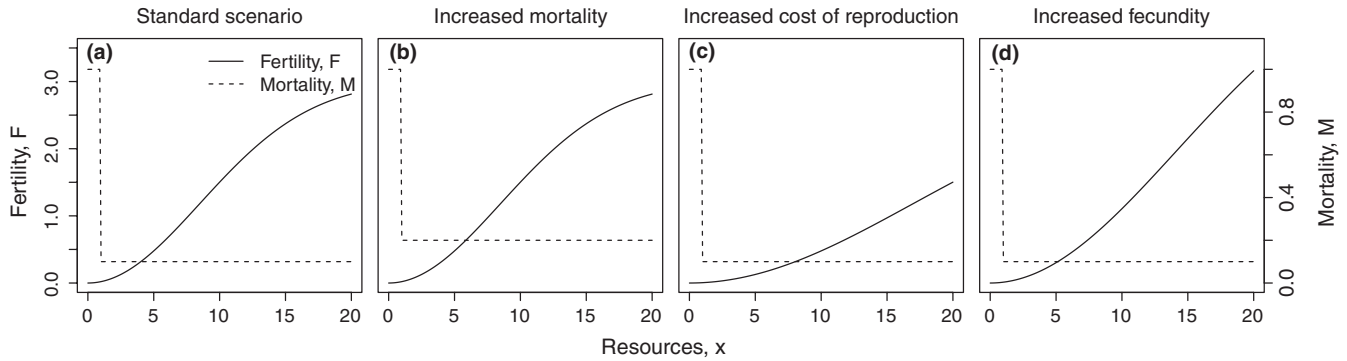 Standard scenario
Increased mortality
Increased cost of reproduction
Increased fecundity
(a)
(b)
(c)
(d)
Fertility, F
Mortality, M
Fertility, F
0.0 1.0 2.0 3.0
Mortality, M
0.0 0.4 0.8
0 5 10 15 20
0 5 10 15 20
0 5 10 15 20
0 5 10 15 20
Resources, x